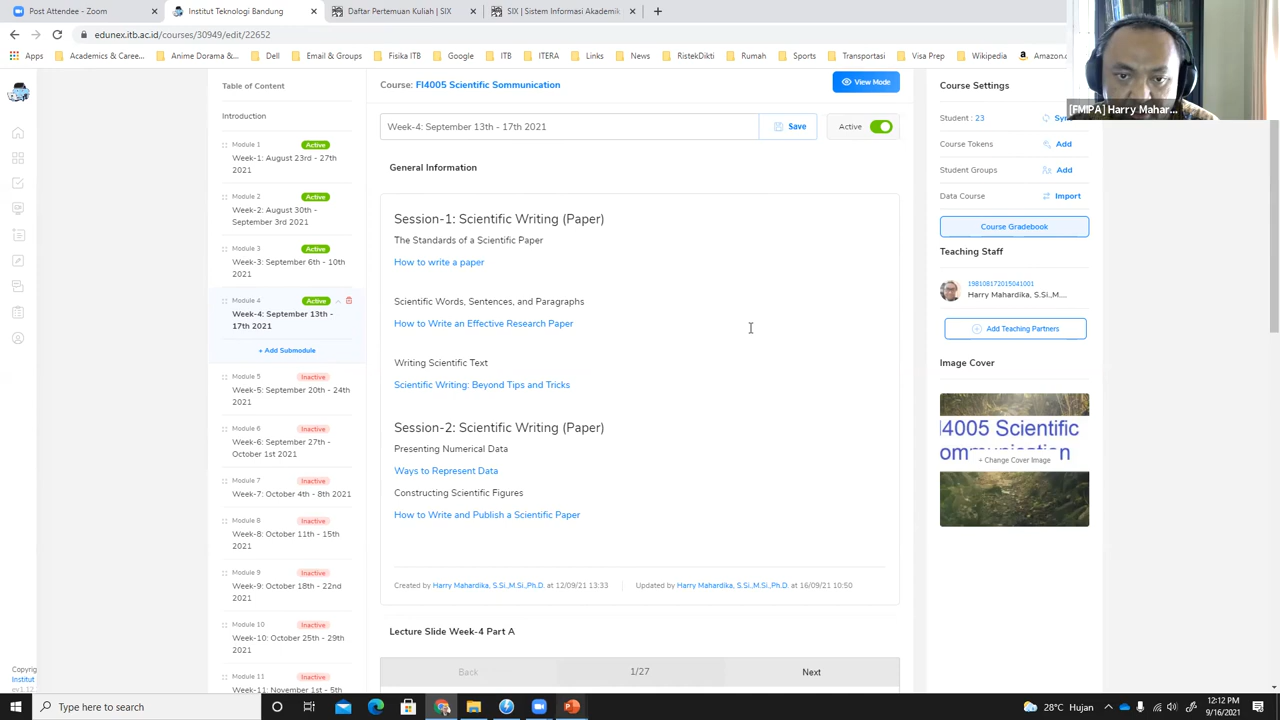 Post Attendee - Zoom
Institut Teknologi Bandung
Daftar Pertemuan Kuliah | SIX
SIX | Sistem Informasi Akademik
edunex.itb.ac.id/courses/30949/edit/22652
Apps
Academics & Caree...
Anime Dorama &...
Dell
Email & Groups
Fisika ITB
Google
ITB
ITERA
Links
News
RistekDikti
Rumah
Sports
Transportasi
Visa Prep
Wikipedia
Amazon.c
[FMIPA] Harry Mahar...
Table of Content
Introduction
Module 1 Active
Week-1: August 23rd - 27th
2021
Module 2 Active
Week-2: August 30th -
September 3rd 2021
Module 3 Active
Week-3: September 6th - 10th
2021
Module 4 Active
Week-4: September 13th -
17th 2021
+ Add Submodule
Module 5 Inactive
Week-5: September 20th - 24th
2021
Module 6 Inactive
Week-6: September 27th -
October 1st 2021
Module 7 Inactive
Week-7: October 4th - 8th 2021
Module 8 Inactive
Week-8: October 11th - 15th
2021
Module 9 Inactive
Week-9: October 18th - 22nd
2021
Module 10 Inactive
Week-10: October 25th - 29th
2021
Module 11 Inactive
Week-11: November 1st - 5th
Copyrig
Institut
Course: FI4005 Scientific Sommunication
View Mode
Week-4: September 13th - 17th 2021
Save
Active
General Information
Session-1: Scientific Writing (Paper)
The Standards of a Scientific Paper
How to write a paper
Scientific Words, Sentences, and Paragraphs
How to Write an Effective Research Paper
Writing Scientific Text
Scientific Writing: Beyond Tips and Tricks
Session-2: Scientific Writing (Paper)
Presenting Numerical Data
Ways to Represent Data
Constructing Scientific Figures
How to Write and Publish a Scientific Paper
Created by Harry Mahardika, S.Si.,M.Si.,Ph.D. at 12/09/21 13:33
Updated by Harry Mahardika, S.Si.,M.Si.,Ph.D. at 16/09/21 10:50
Lecture Slide Week-4 Part A
Back
1/27
Next
Course Settings
Student : 23
Syn
Course Tokens
Add
Student Groups
Add
Data Course
Import
Course Gradebook
Teaching Staff
198108172015041001
Harry Mahardika, S.Si.,M....
Add Teaching Partners
Image Cover
I4005 Scientific
ommunication
+ Change Cover Image
Type here to search
28°C Hujan
12:12 PM
9/16/2021